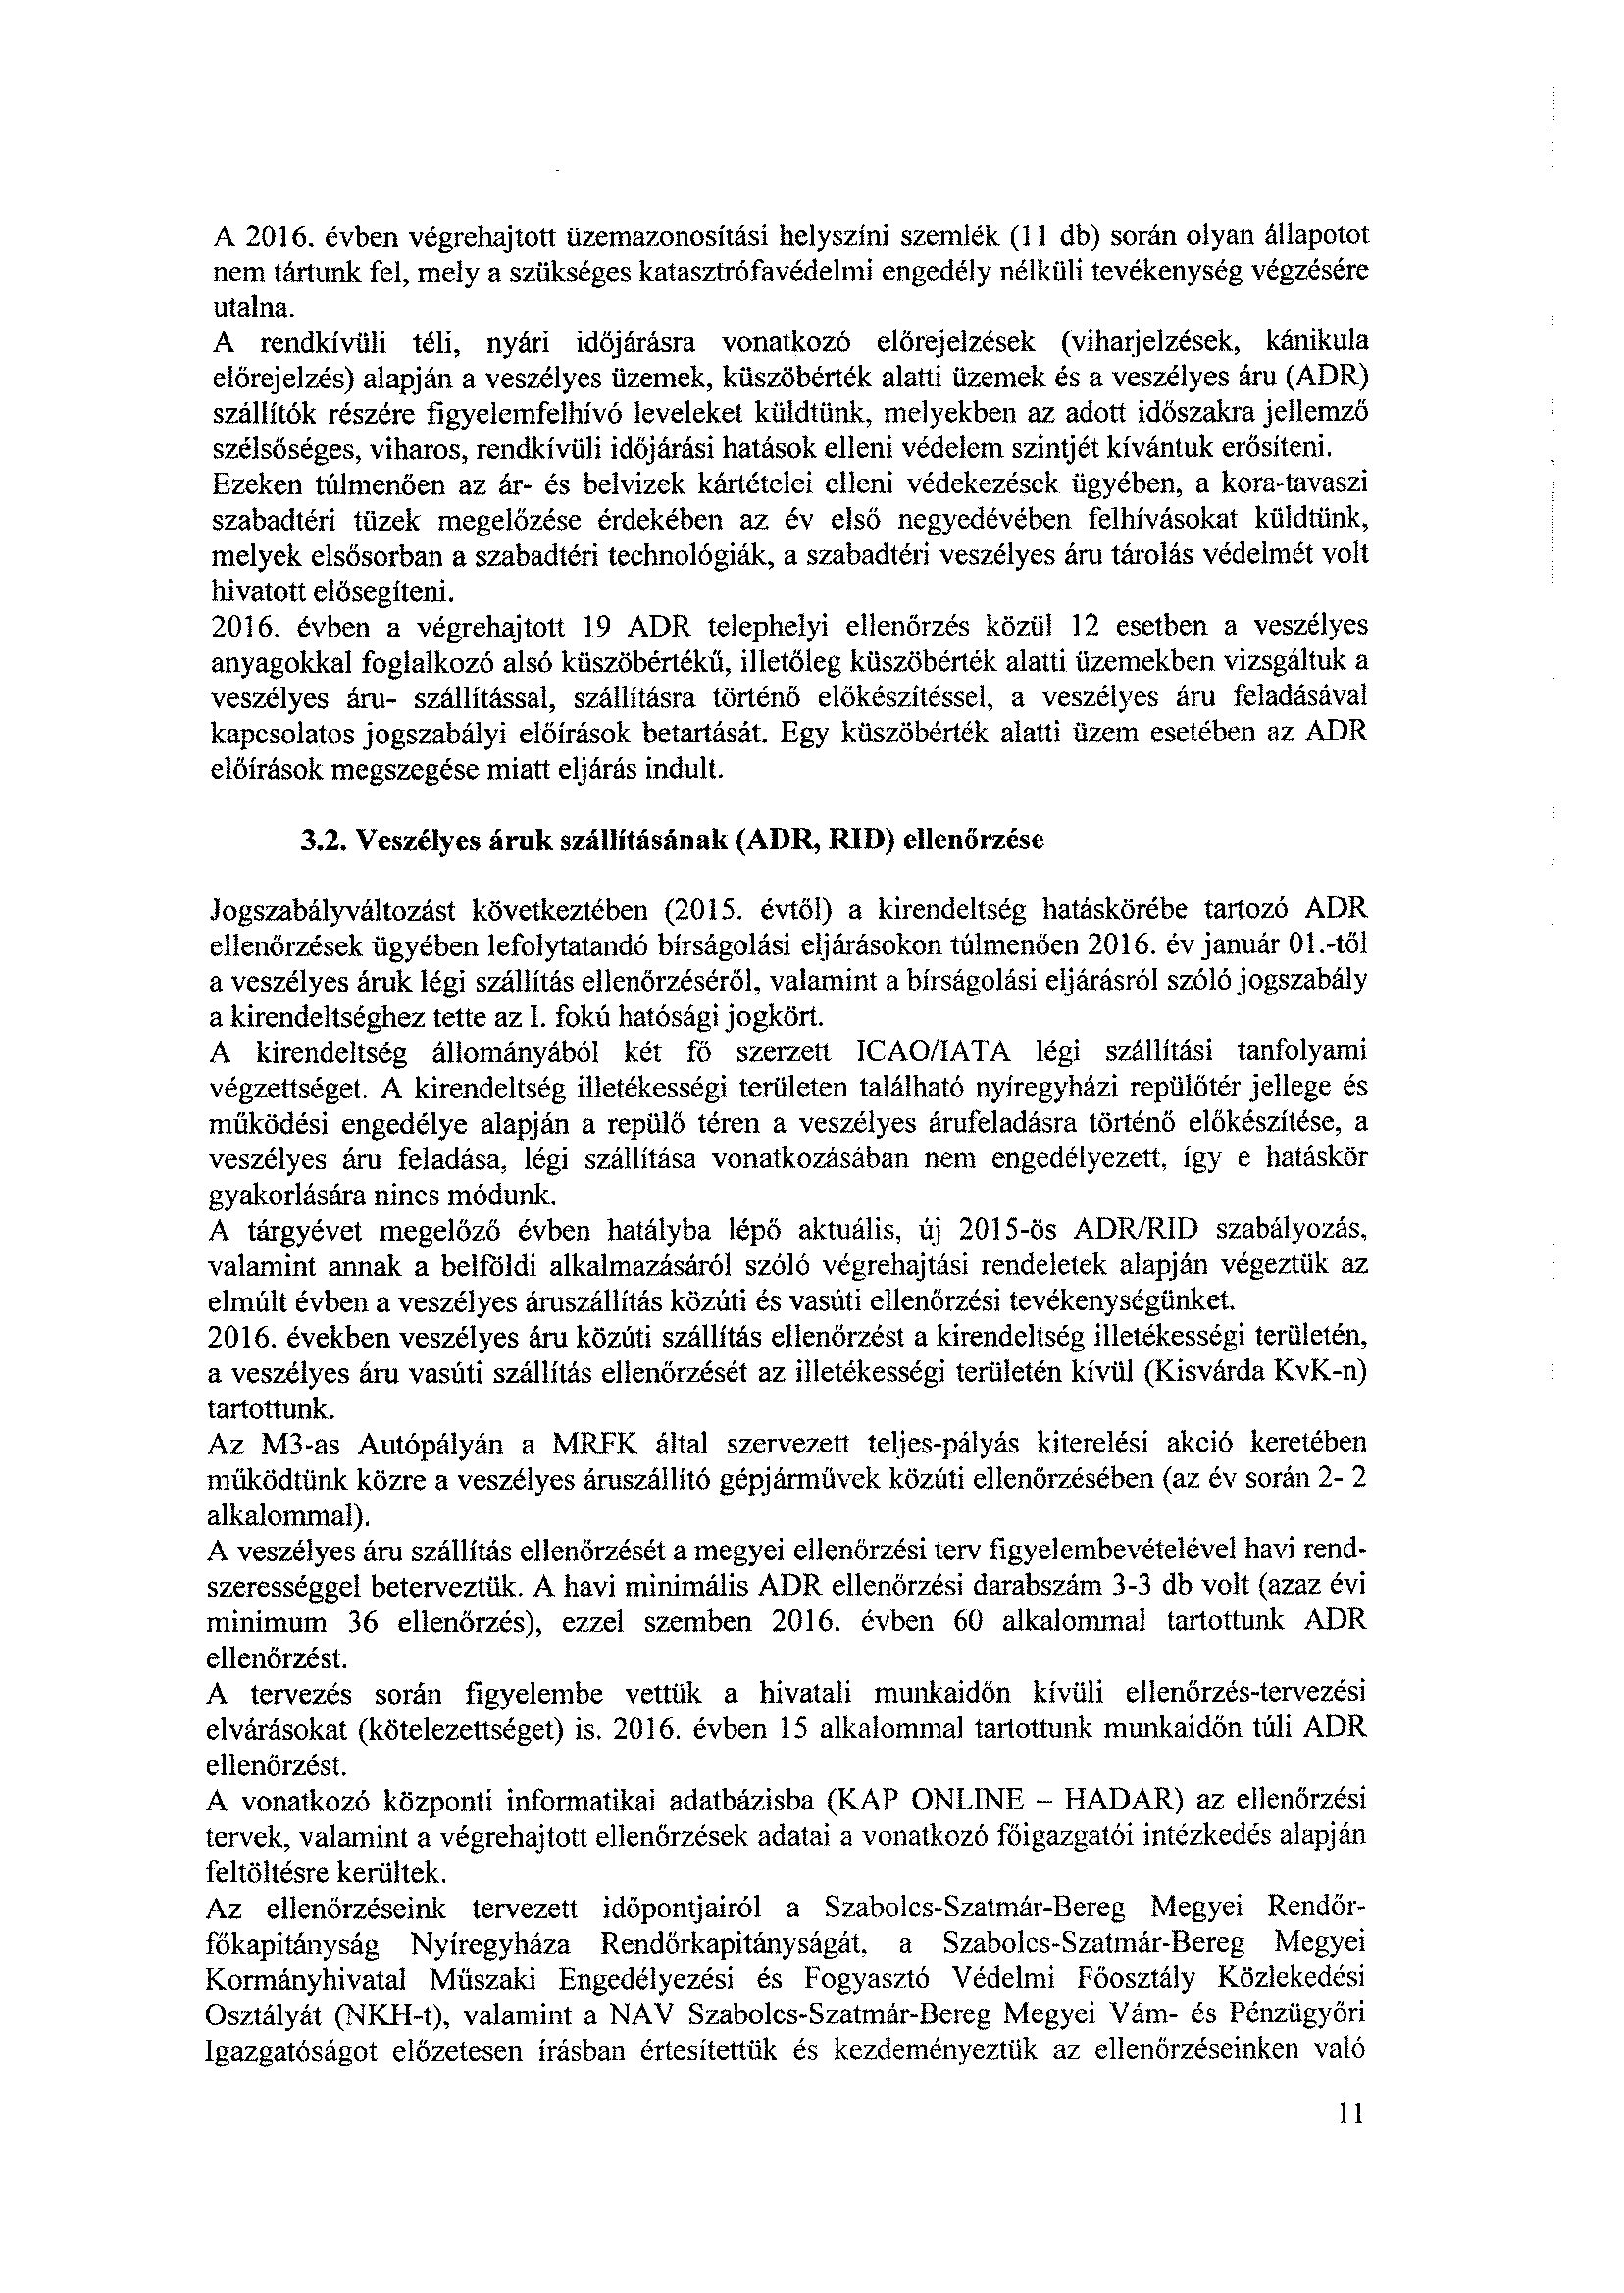 A 2016. évben végrehajtott üzemazonosítási helyszíni szemlék (11 db) során olyan állapotot
nem tártunk fel, mely a szükséges katasztrófavédelmi engedély nélküli tevékenység végzésére
utalna.
A rendkívüli téli, nyári időjárásra vonatkozó előrejelzések (viharjelzések, kánikula
előrejelzés) alapján a veszélyes üzemek, küszöbérték alatti üzemek és a veszélyes áru (ADR)
szállítók részére figyelemfelhívó leveleket küldtünk, melyekben az adott időszakra jellemző
szélsőséges, viharos, rendkívüli időjárási hatások elleni védelem szintjét kívántuk erősíteni.
Ezeken túlmenően az ár- és belvizek kártételei elleni védekezések ügyében, a kora-tavaszi
szabadtéri tüzek megelőzése érdekében az év első negyedévében felhívásokat küldtünk,
melyek elsősorban a szabadtéri technológiák, a szabadtéri veszélyes áru tárolás védelmét volt
hivatott elősegíteni.
2016. évben a végrehajtott 19 ADR telephelyi ellenőrzés közül 12 esetben a veszélyes
anyagokkal foglalkozó alsó küszöbértékű, illetőleg küszöbérték alatti üzemekben vizsgáltuk a
veszélyes áru- szállítással, szállításra történő előkészítéssel, a veszélyes áru feladásával
kapcsolatos jogszabályi előírások betartását. Egy küszöbérték alatti üzem esetében az ADR
előírások megszegése miatt eljárás indult.
3.2. Veszélyes áruk szállításának (ADR, RID) ellenőrzése
Jogszabályváltozást következtében (2015. évtől) a kirendeltség hatáskörébe tartozó ADR
ellenőrzések ügyében lefolytatandó bírságolási eljárásokon túlmenően 2016. év január 01.-től
a veszélyes áruk légi szállítás ellenőrzéséről, valamint a bírságolási eljárásról szóló jogszabály
a kirendeltséghez tette az I. fokú hatósági jogkört.
A kirendeltség állományából két fő szerzett ICAO/IATA légi szállítási tanfolyami
végzettséget. A kirendeltség illetékességi területen található nyíregyházi repülőtér jellege és
működési engedélye alapján a repülő téren a veszélyes árufeladásra történő előkészítése, a
veszélyes áru feladása, légi szállítása vonatkozásában nem engedélyezett, így e hatáskör
gyakorlására nincs módunk.
A tárgyévet megelőző évben hatályba lépő aktuális, új 2015-ös ADR/RID szabályozás,
valamint annak a belföldi alkalmazásáról szóló végrehajtási rendeletek alapján végeztük az
elmúlt évben a veszélyes áruszállítás közúti és vasúti ellenőrzési tevékenységünket.
2016. években veszélyes áru közúti szállítás ellenőrzést a kirendeltség illetékességi területén,
a veszélyes áru vasúti szállítás ellenőrzését az illetékességi területén kívül (Kisvárda KvK-n)
tartottunk.
Az M3-as Autópályán a MRFK által szervezett teljes-pályás kiterelési akció keretében
működtünk közre a veszélyes áruszállító gépjárművek közúti ellenőrzésében (az év során 2- 2
alkalommal).
A veszélyes áru szállítás ellenőrzését a megyei ellenőrzési terv figyelembevételével havi rend-
szerességgel beterveztük. A havi minimális ADR ellenőrzési darabszám 3-3 db volt (azaz évi
minimum 36 ellenőrzés), ezzel szemben 2016. évben 60 alkalommal tartottunk ADR
ellenőrzést.
A tervezés során figyelembe vettük a hivatali munkaidőn kívüli ellenőrzés-tervezési
elvárásokat (kötelezettséget) is. 2016. évben 15 alkalommal tartottunk munkaidőn túli ADR
ellenőrzést.
A vonatkozó központi informatikai adatbázisba (KAP ONLINE – HADAR) az ellenőrzési
tervek, valamint a végrehajtott ellenőrzések adatai a vonatkozó főigazgatói intézkedés alapján
feltöltésre kerültek.
Az ellenőrzéseink tervezett időpontjairól a Szabolcs-Szatmár-Bereg Megyei Rendőr-
főkapitányság Nyíregyháza Rendőrkapitányságát, a Szabolcs-Szatmár-Bereg Megyei
Kormányhivatal Műszaki Engedélyezési és Fogyasztó Védelmi Főosztály Közlekedési
Osztályát (NKH-t), valamint a NAV Szabolcs-Szatmár-Bereg Megyei Vám- és Pénzügyőri
Igazgatóságot előzetesen írásban értesítettük és kezdeményeztük az ellenőrzéseinken való
11